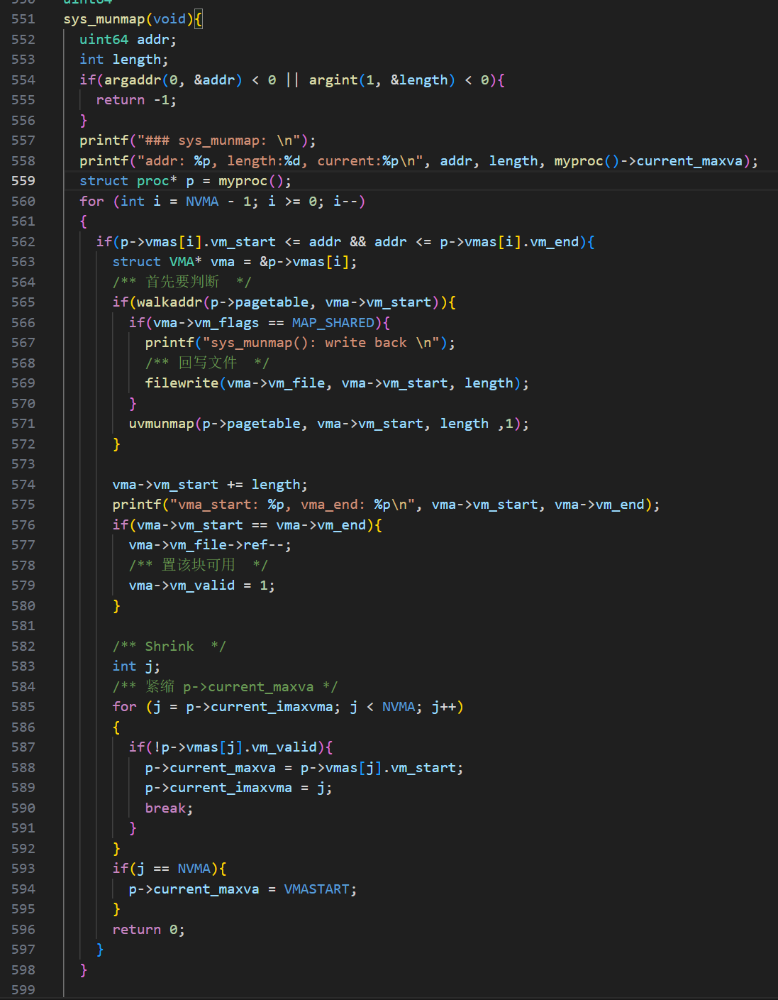 550 uint64
551 sys_munmap(void){
552   uint64 addr;
553   int length;
554   if(argaddr(0, &addr) < 0 || argint(1, &length) < 0){
555     return -1;
556   }
557   printf("### sys_munmap: \n");
558   printf("addr: %p, length:%d, current:%p\n", addr, length, myproc()->current_maxva);
559   struct proc* p = myproc();
560   for (int i = NVMA - 1; i >= 0; i--)
561   {
562     if(p->vmas[i].vm_start <= addr && addr <= p->vmas[i].vm_end){
563       struct VMA* vma = &p->vmas[i];
564       /** 首先要判断  */
565       if(walkaddr(p->pagetable, vma->vm_start)){
566         if(vma->vm_flags == MAP_SHARED){
567           printf("sys_munmap(): write back \n");
568           /** 回写文件  */
569           filewrite(vma->vm_file, vma->vm_start, length);
570         }
571         uvmunmap(p->pagetable, vma->vm_start, length ,1);
572       }
573
574       vma->vm_start += length;
575       printf("vma_start: %p, vma_end: %p\n", vma->vm_start, vma->vm_end);
576       if(vma->vm_start == vma->vm_end){
577         vma->vm_file->ref--;
578         /** 置该块可用  */
579         vma->vm_valid = 1;
580       }
581
582       /** Shrink  */
583       int j;
584       /** 紧缩 p->current_maxva */
585       for (j = p->current_imaxvma; j < NVMA; j++)
586       {
587         if(!p->vmas[j].vm_valid){
588           p->current_maxva = p->vmas[j].vm_start;
589           p->current_imaxvma = j;
590           break;
591         }
592       }
593       if(j == NVMA){
594         p->current_maxva = VMASTART;
595       }
596       return 0;
597     }
598   }
599